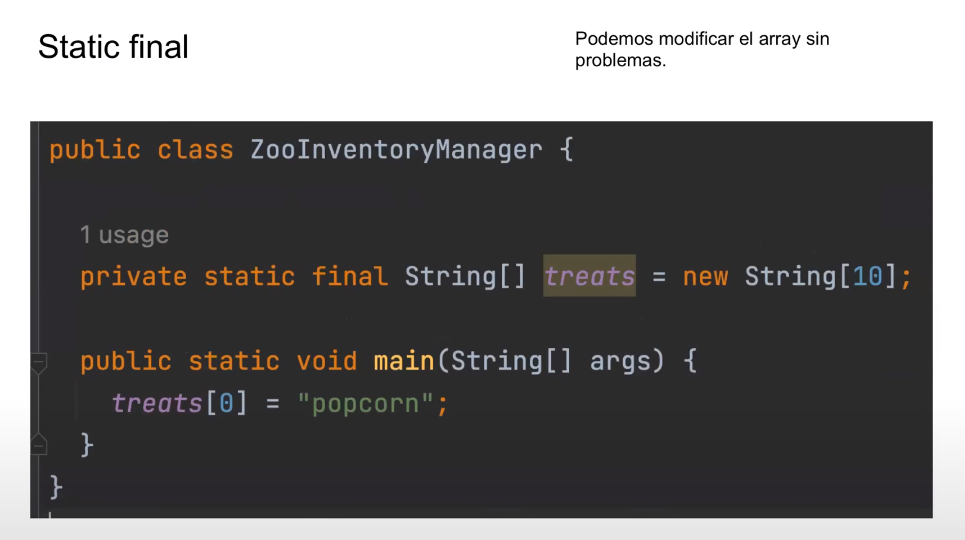 Static final
Podemos modificar el array sin
problemas.
public class ZooInventoryManager {
1 usage
private static final String[] treats = new String[10];
public static void main(String[] args) {
treats[0] = "popcorn";
}
}